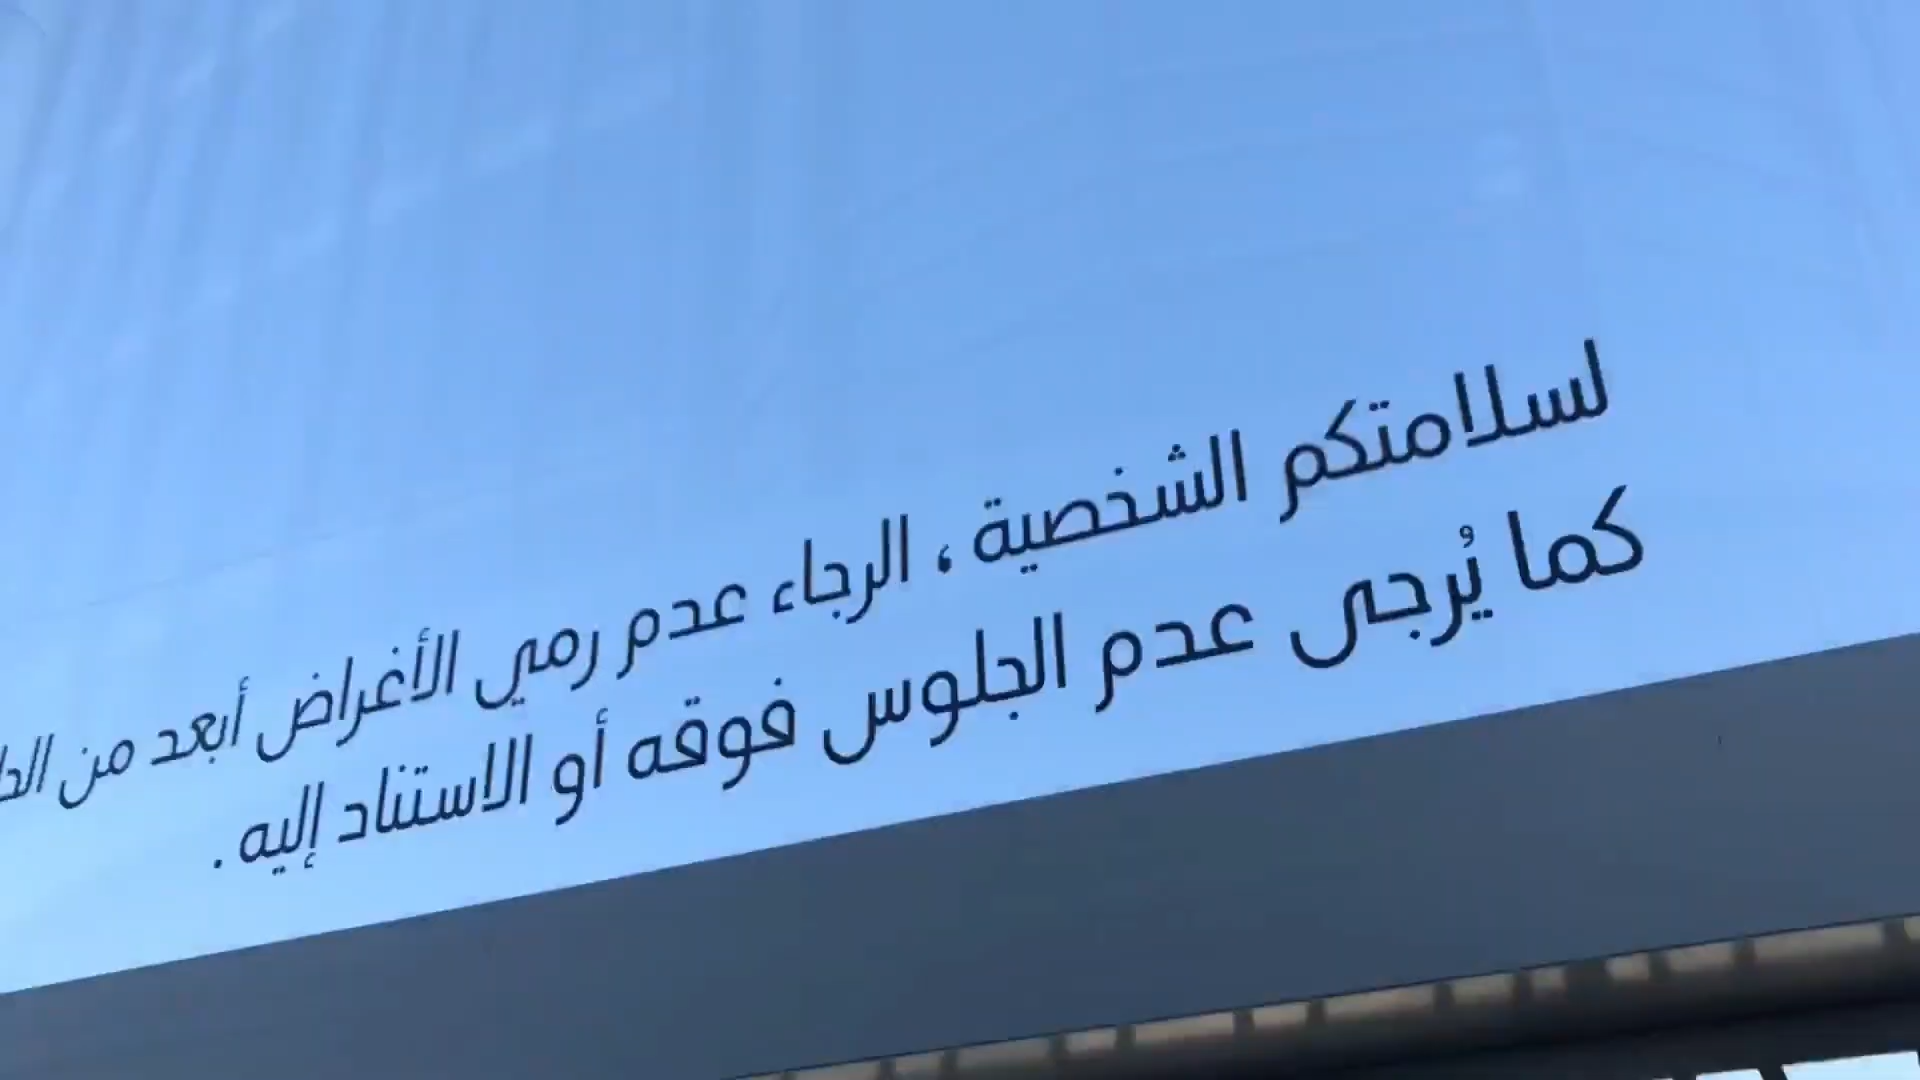 لسلامتكم الشخصية ، الرجاء عدم رمي الأغراض أبعد من
كما يُرجى عدم الجلوس فوقه أو الاستناد إليه .